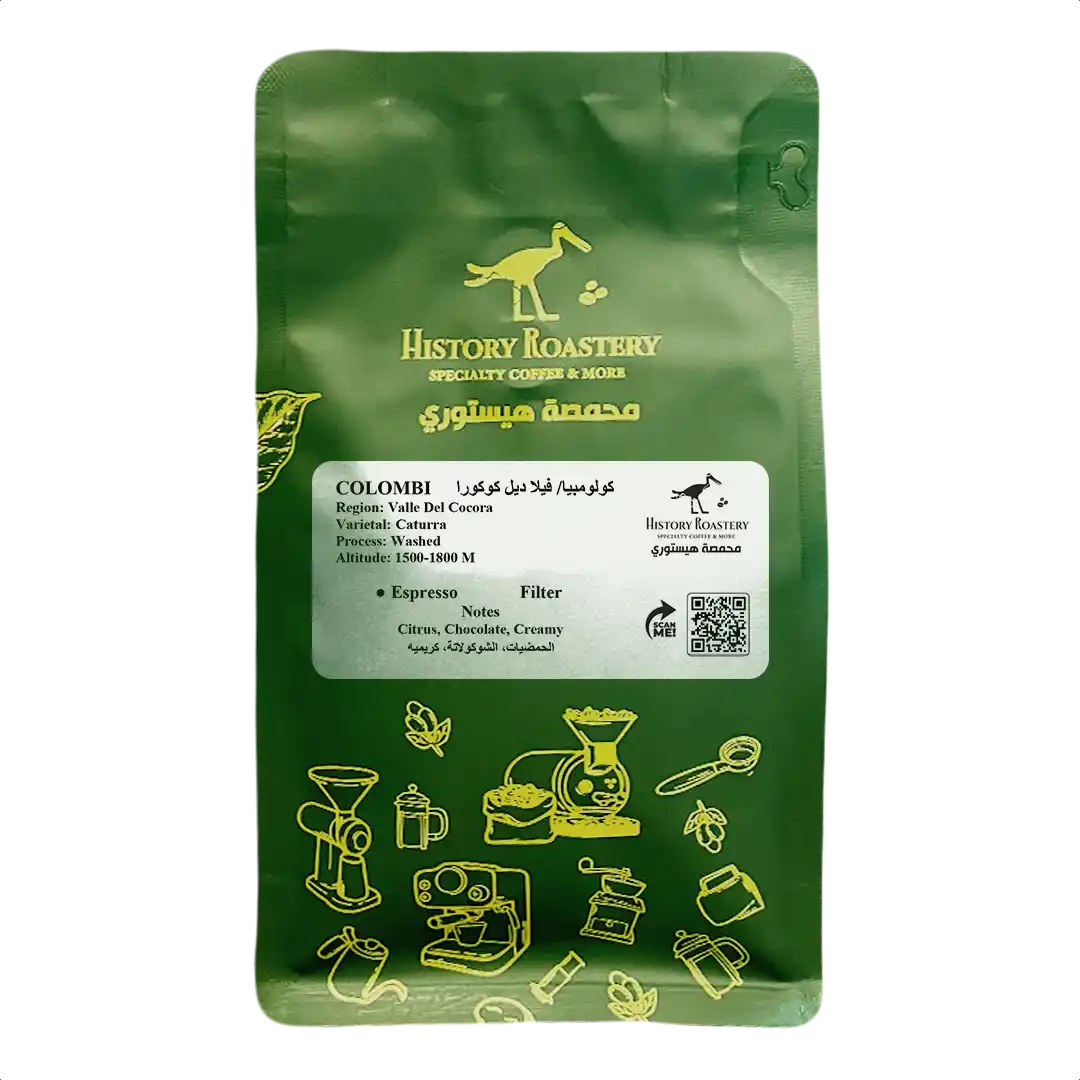 HISTORY ROASTERY
SPECIALTY COFFEE & MORE
محمصة هيستوري
COLOMBI كولومبيا/ فيلا ديل كوكورا
Region: Valle Del Cocora
Varietal: Caturra
Process: Washed
Altitude: 1500-1800 M
• Espresso Filter
Notes
Citrus, Chocolate, Creamy
الحمضيات، الشوكولاتة، كريميه
HISTORY ROASTERY
SPECIALTY COFFEE & MORE
محمصة هيستوري
SCAN
ME!